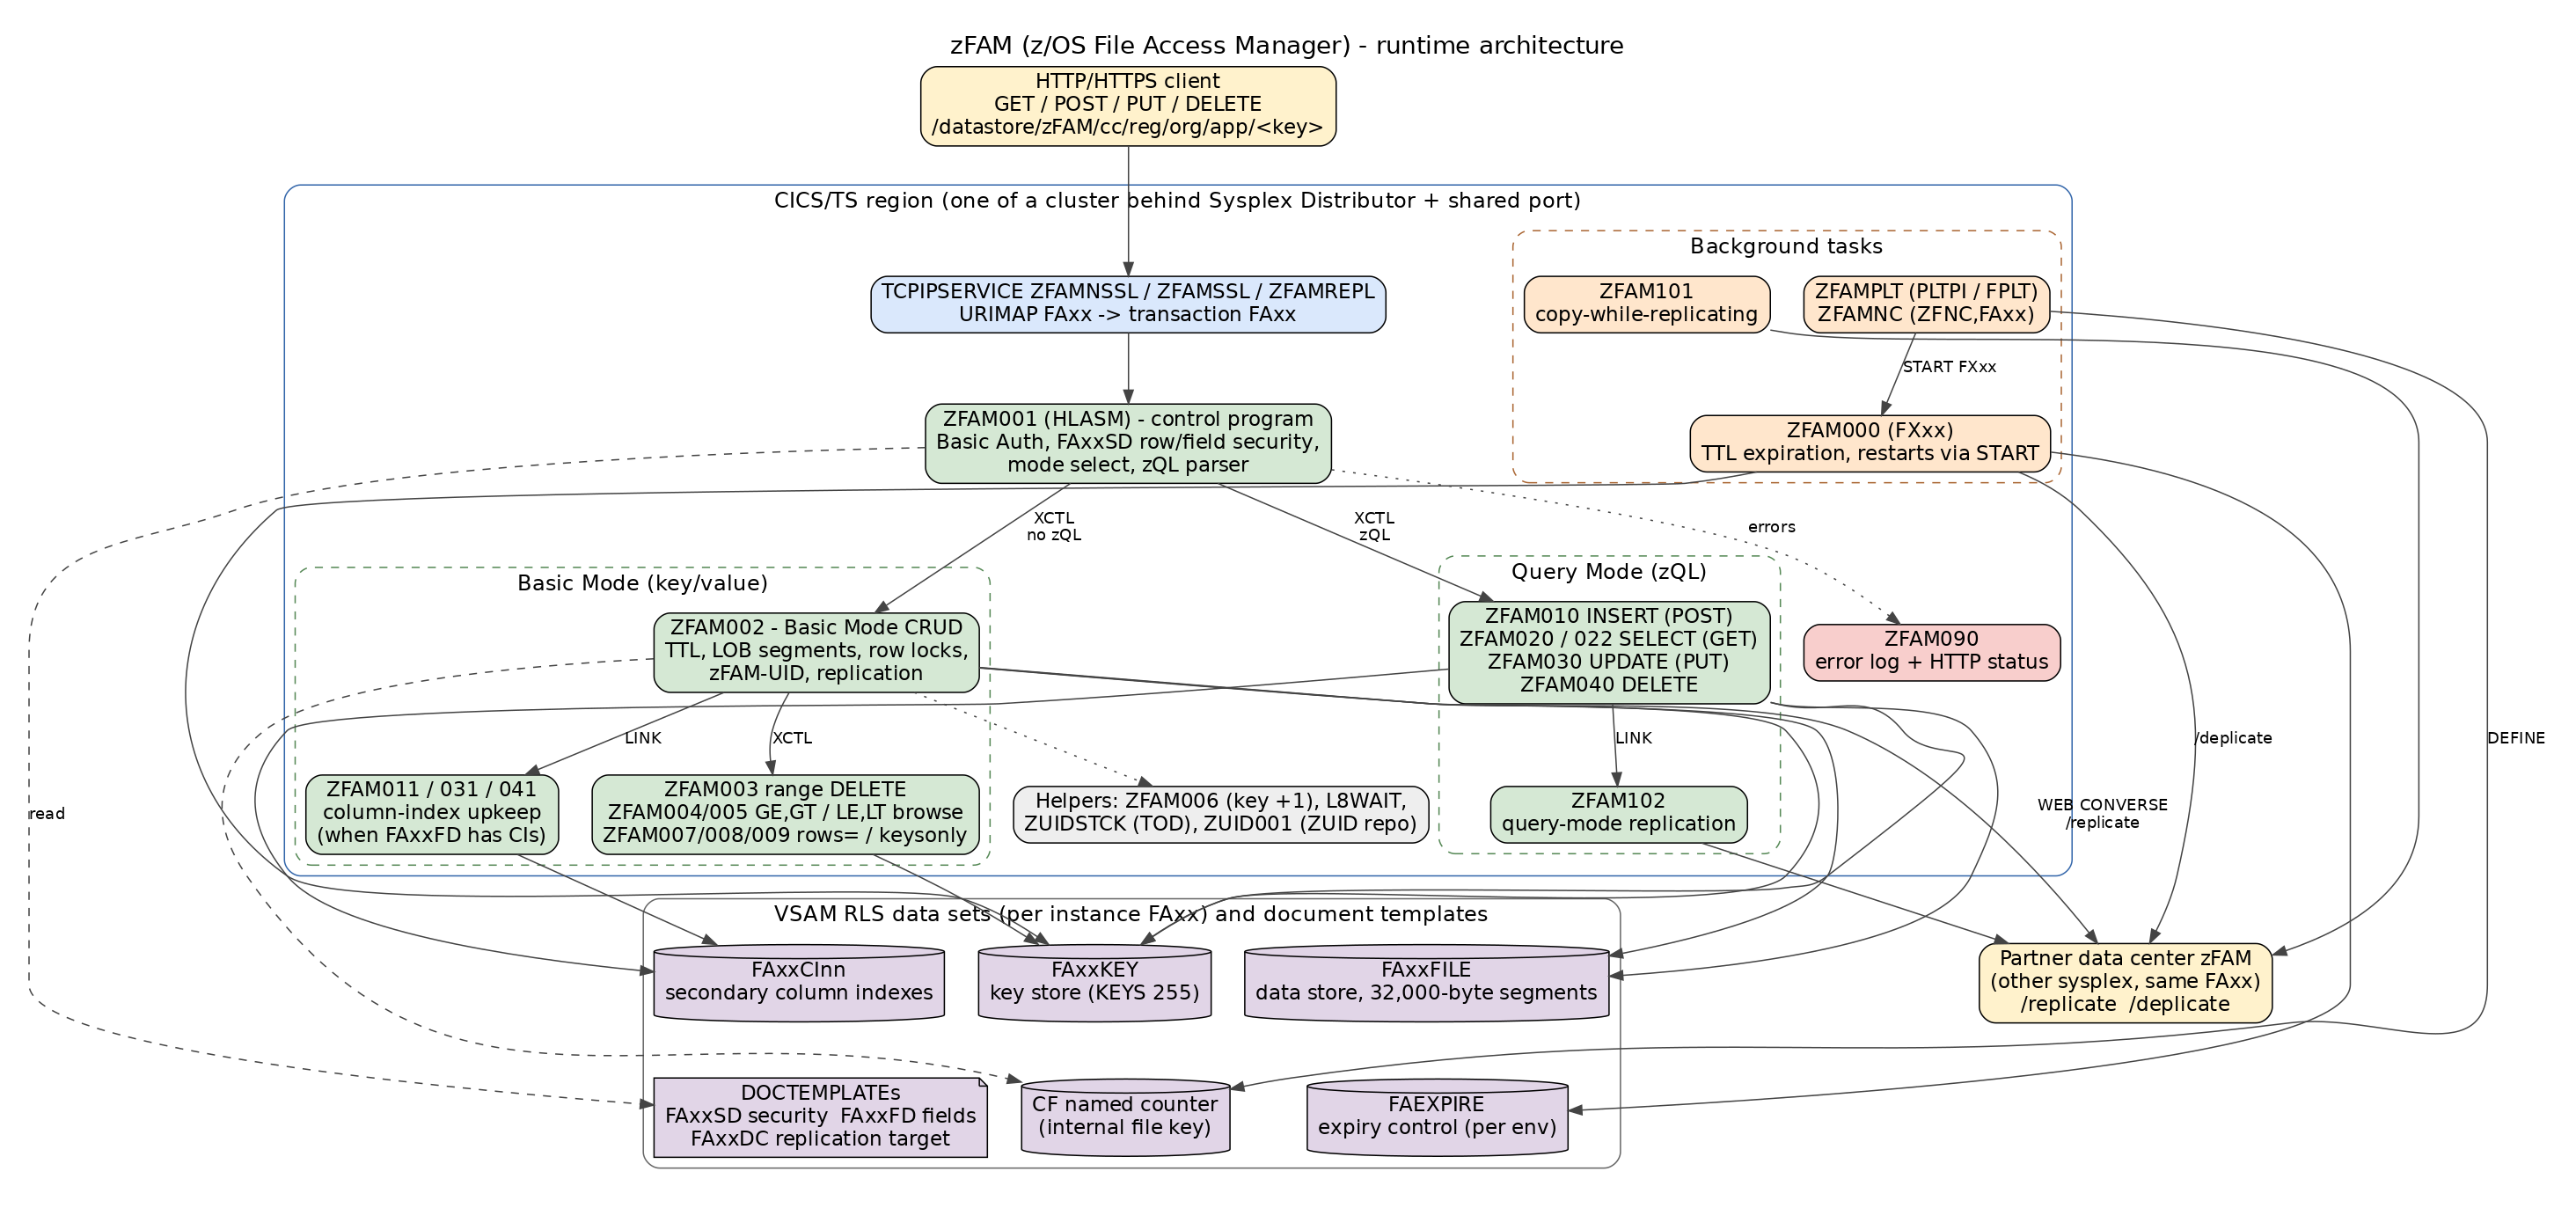 zFAM (z/OS File Access Manager) - runtime architecture
HTTP/HTTPS client
GET / POST / PUT / DELETE
/datastore/zFAM/cc/reg/org/app/<key>
CICS/TS region (one of a cluster behind Sysplex Distributor + shared port)
Background tasks
TCPIPSERVICE ZFAMNSSL / ZFAMSSL / ZFAMREPL
URIMAP FAxx -> transaction FAxx
ZFAM101
copy-while-replicating
ZFAMPLT (PLTPI / FPLT)
ZFAMNC (ZFNC,FAxx)
START FXxx
ZFAM001 (HLASM) - control program
Basic Auth, FAxxSD row/field security,
mode select, zQL parser
ZFAM000 (FXxx)
TTL expiration, restarts via START
XCTL
no zQL
XCTL
zQL
errors
Basic Mode (key/value)
Query Mode (zQL)
ZFAM002 - Basic Mode CRUD
TTL, LOB segments, row locks,
zFAM-UID, replication
ZFAM010 INSERT (POST)
ZFAM020 / 022 SELECT (GET)
ZFAM030 UPDATE (PUT)
ZFAM040 DELETE
ZFAM090
error log + HTTP status
LINK
XCTL
LINK
/deplicate
DEFINE
read
ZFAM011 / 031 / 041
column-index upkeep
(when FAxxFD has CIs)
ZFAM003 range DELETE
ZFAM004/005 GE,GT / LE,LT browse
ZFAM007/008/009 rows= / keysonly
Helpers: ZFAM006 (key +1), L8WAIT,
ZUIDSTCK (TOD), ZUID001 (ZUID repo)
ZFAM102
query-mode replication
WEB CONVERSE
/replicate
VSAM RLS data sets (per instance FAxx) and document templates
FAxxCInn
secondary column indexes
FAxxKEY
key store (KEYS 255)
FAxxFILE
data store, 32,000-byte segments
Partner data center zFAM
(other sysplex, same FAxx)
/replicate  /deplicate
DOCTEMPLATEs
FAxxSD security  FAxxFD fields
FAxxDC replication target
CF named counter
(internal file key)
FAEXPIRE
expiry control (per env)